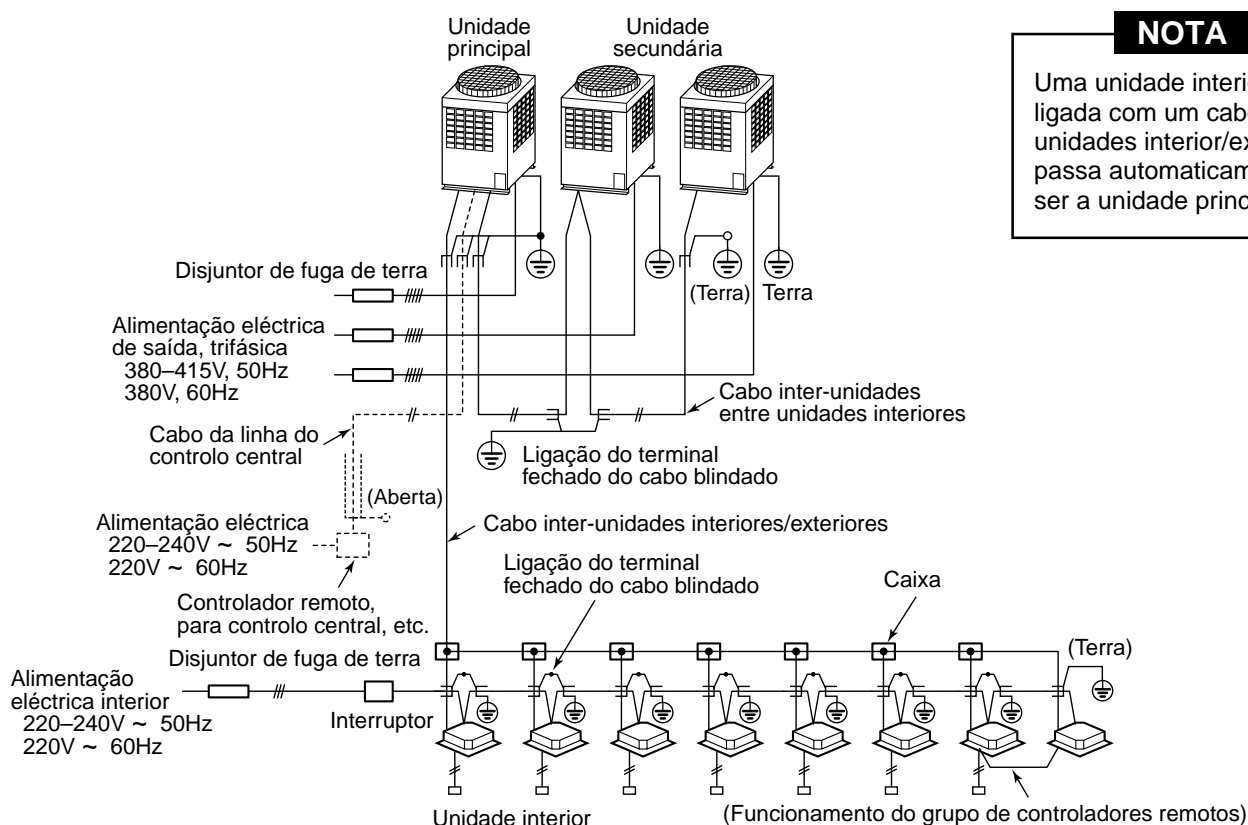 Unidade
principal
Unidade
secundária
NOTA
Uma unidade interio
ligada com um cabo
unidades interior/ex
passa automaticam
ser a unidade princ
Disjuntor de fuga de terra
(Terra)
Terra
Alimentação eléctrica
de saída, trifásica
380–415V, 50Hz
380V, 60Hz
Cabo inter-unidades
entre unidades interiores
Cabo da linha do
controlo central
Ligação do terminal
fechado do cabo blindado
(Aberta)
Alimentação eléctrica
220–240V ~ 50Hz
220V ~ 60Hz
Cabo inter-unidades interiores/exteriores
Ligação do terminal
fechado do cabo blindado
Caixa
Controlador remoto,
para controlo central, etc.
Disjuntor de fuga de terra
(Terra)
Alimentação
eléctrica interior
220–240V ~ 50Hz
220V ~ 60Hz
Interruptor
Unidade interior
(Funcionamento do grupo de controladores remotos)